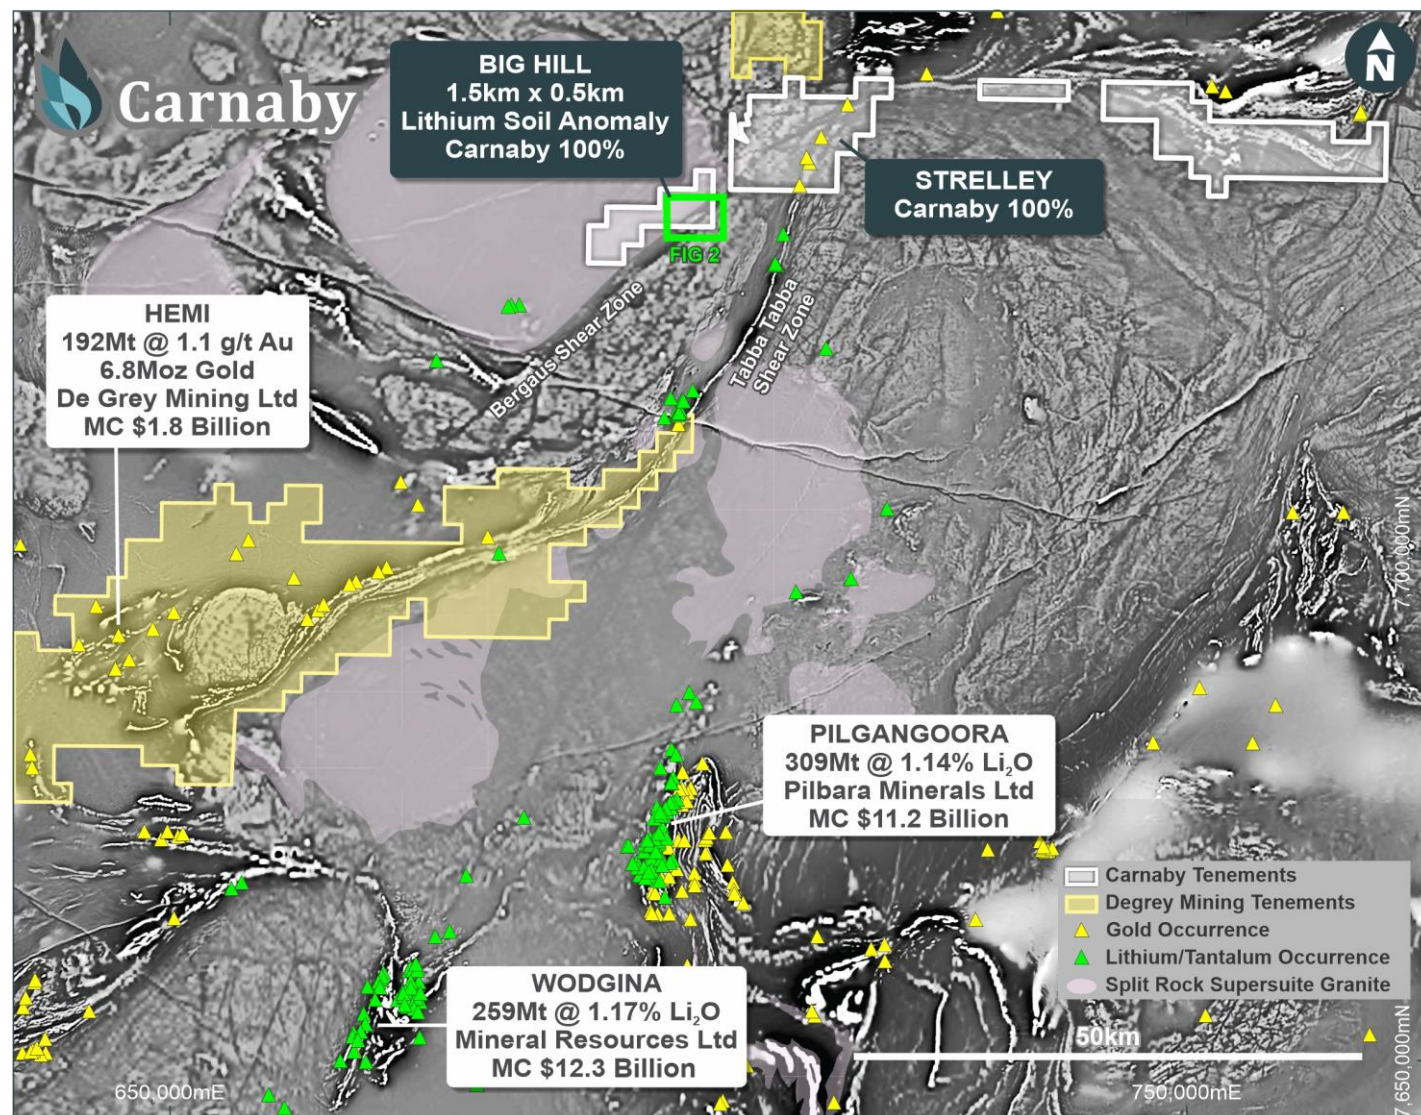 Carnaby
BIG HILL
1.5km x 0.5km
Lithium Soil Anomaly
Carnaby 100%
N
STRELLEY
Carnaby 100%
FIG 2
HEMI
192Mt @ 1.1 g/t Au
6.8Moz Gold
De Grey Mining Ltd
MC $1.8 Billion
Bergaus Shear Zone
Tabba Tabba
Shear Zone
7,700,000mN
PILGANGOORA
309Mt @ 1.14% Li₂O
Pilbara Minerals Ltd
MC $11.2 Billion
Carnaby Tenements
Degrey Mining Tenements
Gold Occurrence
Lithium/Tantalum Occurrence
Split Rock Supersuite Granite
WODGINA
259Mt @ 1.17% Li₂O
Mineral Resources Ltd
MC $12.3 Billion
50km
650,000mE
750,000mE
7,650,000mN